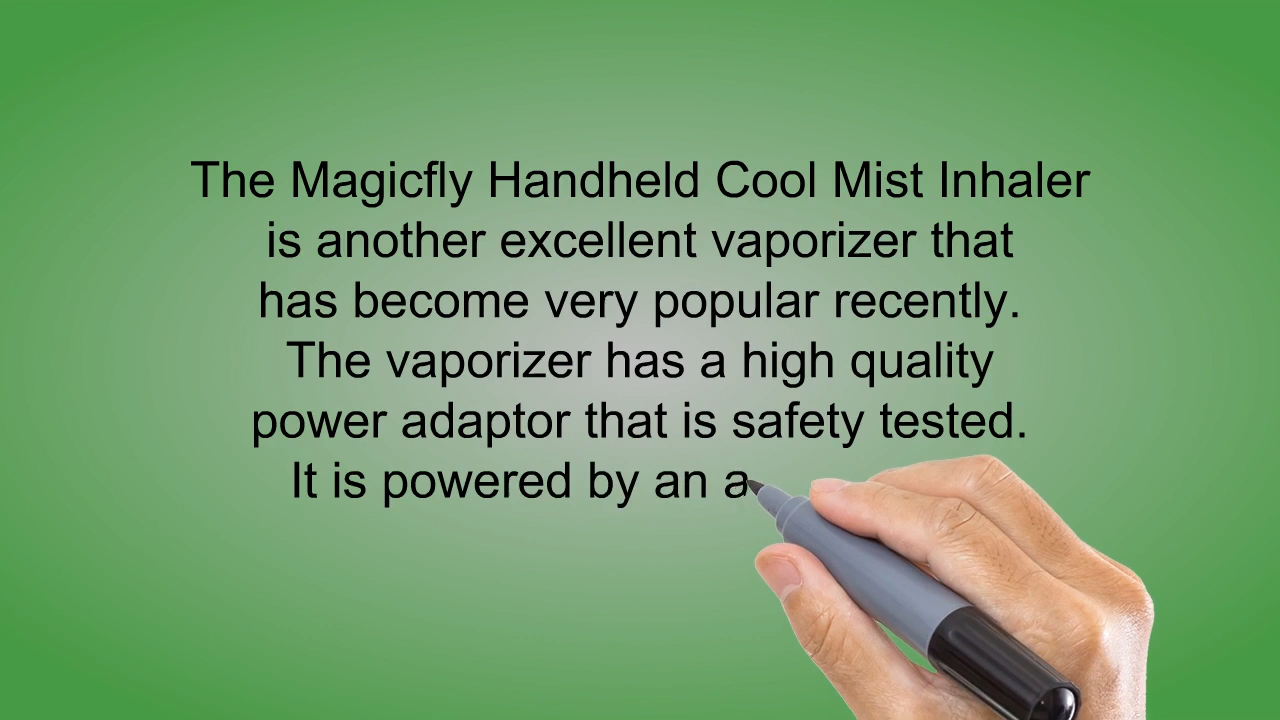 The Magicfly Handheld Cool Mist Inhaler
is another excellent vaporizer that
has become very popular recently.
The vaporizer has a high quality
power adaptor that is safety tested.
It is powered by an a